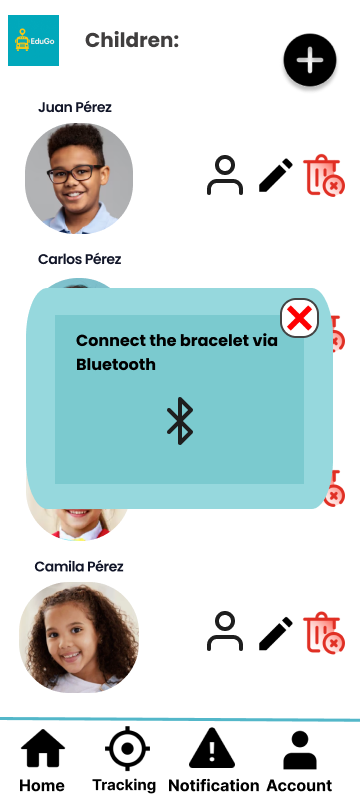 EduGo
Children:
Juan Pérez
Carlos Pérez
Connect the bracelet via
Bluetooth
Camila Pérez
Home
Tracking
Notification
Account